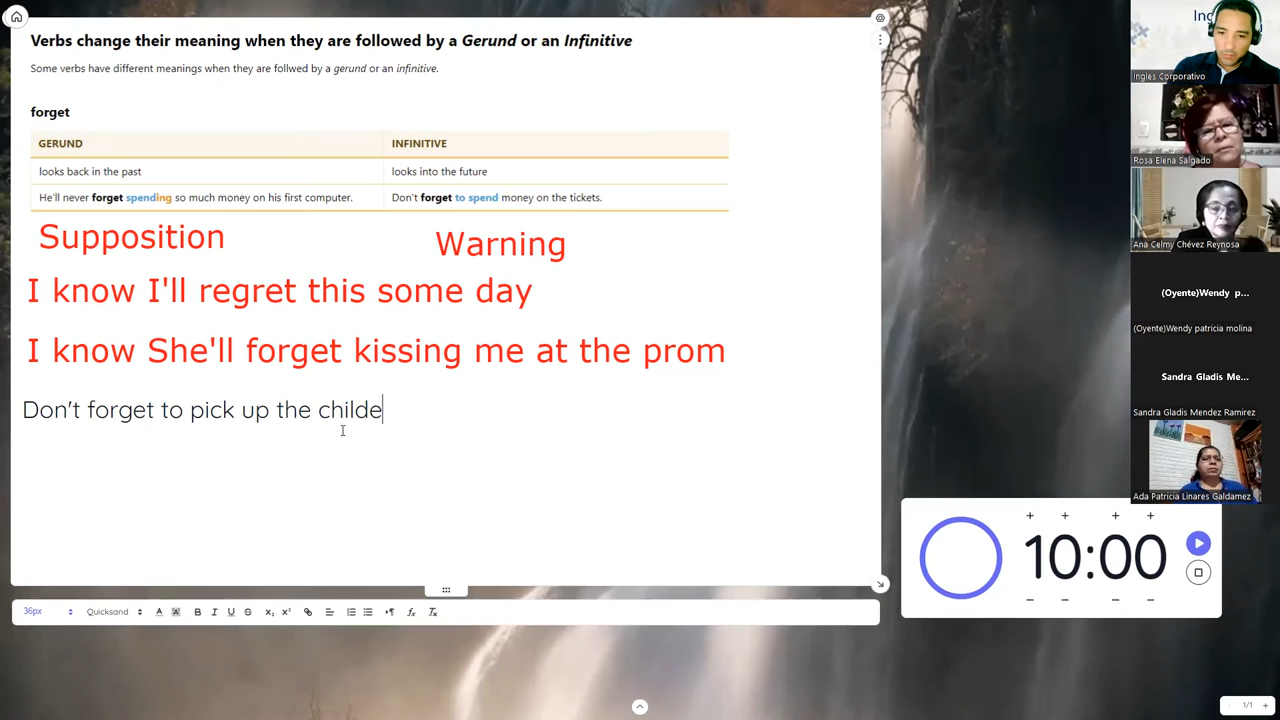 Verbs change their meaning when they are followed by a Gerund or an Infinitive
Some verbs have different meanings when they are follwed by a gerund or an infinitive.
forget
GERUND INFINITIVE
looks back in the past looks into the future
He'll never forget spending so much money on his first computer. Don't forget to spend money on the tickets.
Supposition Warning
I know I'll regret this some day
I know She'll forget kissing me at the prom
Don't forget to pick up the childe
36px Quicksand
10:00
1/1
Ingles Corporativo
Rosa Elena Salgado
Ana Celmy Chévez Reynosa
(Oyente)Wendy p...
(Oyente)Wendy patricia molina
Sandra Gladis Me...
Sandra Gladis Mendez Ramirez
Ada Patricia Linares Galdamez